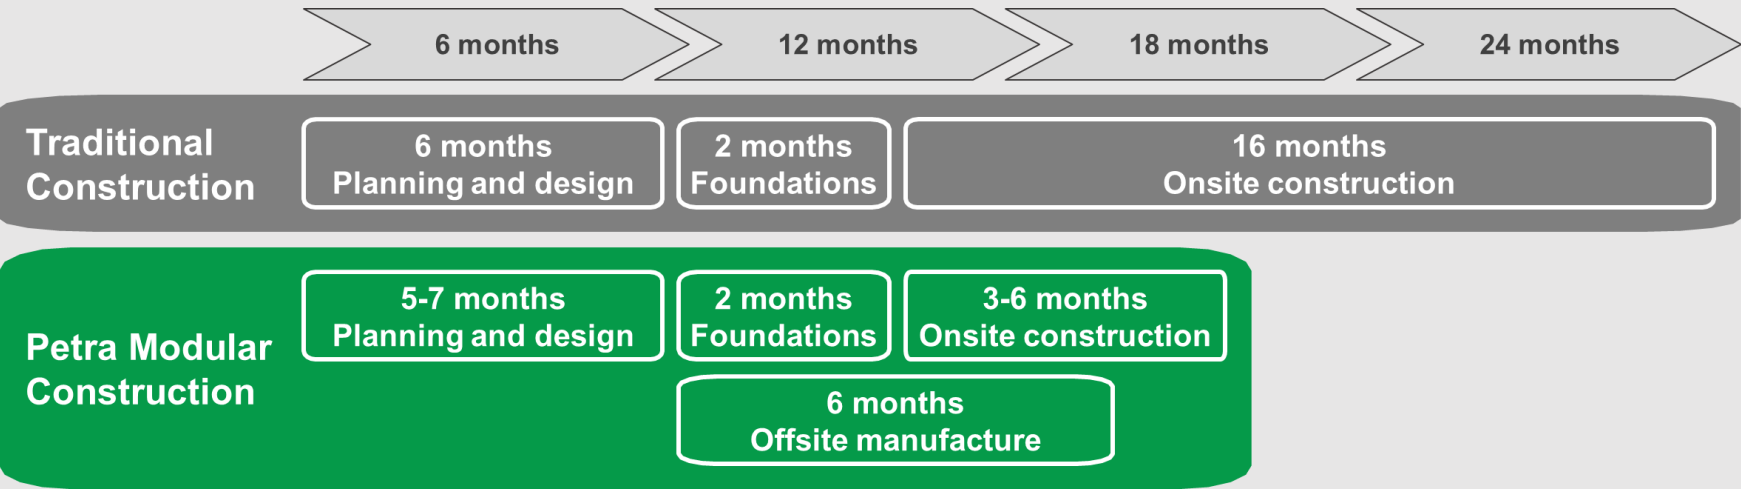 6 months
12 months
18 months
24 months
Traditional
Construction
6 months
Planning and design
2 months
Foundations
16 months
Onsite construction
Petra Modular
Construction
5-7 months
Planning and design
2 months
Foundations
3-6 months
Onsite construction
6 months
Offsite manufacture